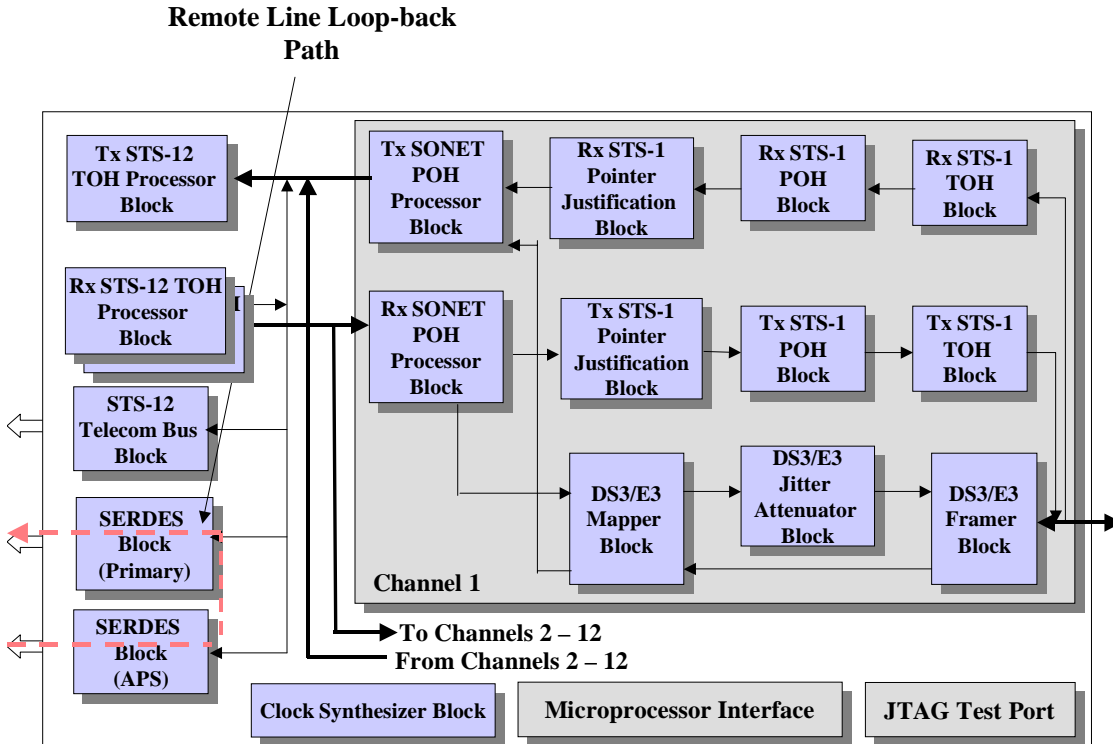 Remote Line Loop-back
Path
Tx STS-12
TOH Processor
Block
Tx SONET
POH
Processor
Block
Rx STS-1
Pointer
Justification
Block
Rx STS-1
POH
Block
Rx STS-1
TOH
Block
Rx STS-12 TOH
Processor
Block
Rx SONET
POH
Processor
Block
Tx STS-1
Pointer
Justification
Block
Tx STS-1
POH
Block
Tx STS-1
TOH
Block
STS-12
Telecom Bus
Block
SERDES
Block
(Primary)
SERDES
Block
(APS)
DS3/E3
Mapper
Block
DS3/E3
Jitter
Attenuator
Block
DS3/E3
Framer
Block
Channel 1
To Channels 2 – 12
From Channels 2 – 12
Clock Synthesizer Block
Microprocessor Interface
JTAG Test Port